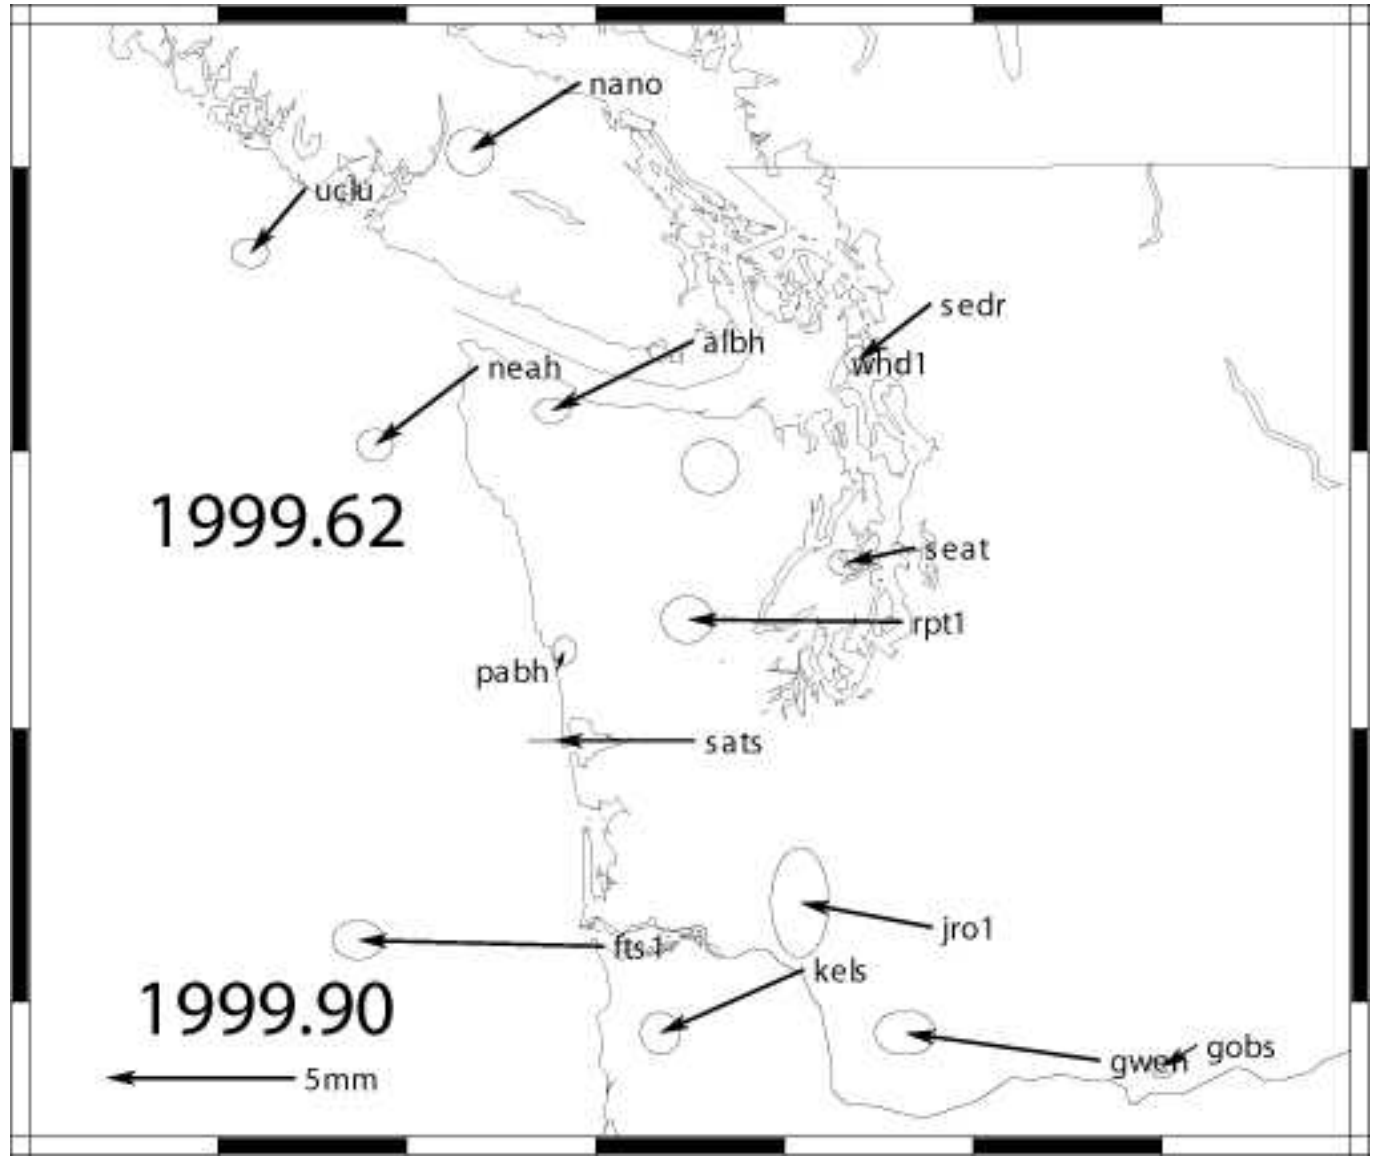 nano
uclu
sedr
albh
whd1
neah
1999.62
seat
rpt1
pabh
sats
jro1
fts1
kels
1999.90
gobs
gwen
5mm